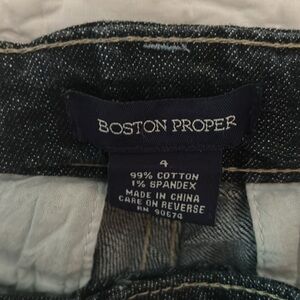 BOSTON PROPER
4
99% COTTON
1% SPANDEX
MADE IN CHINA
CARE ON REVERSE
RN 90674